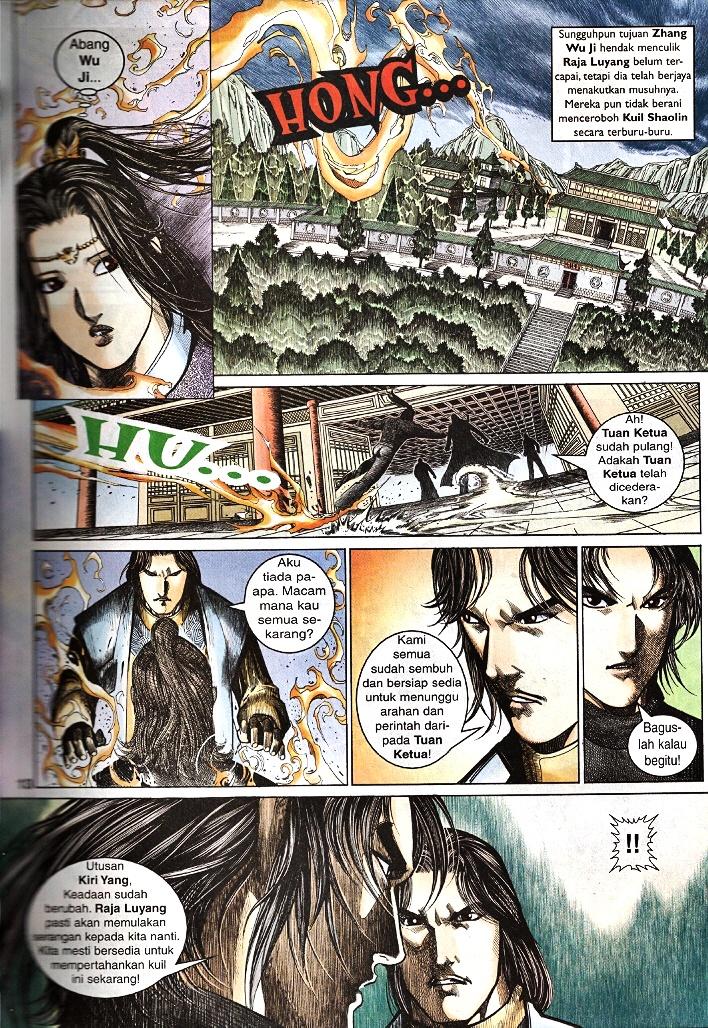 Abang
Wu
Ji...
HONG...
Sungguhpun tujuan Zhang
Wu Ji hendak menculik
Raja Luyang belum ter-
capai, tetapi dia telah berjaya
menakutkan musuhnya.
Mereka pun tidak berani
menceroboh Kuil Shaolin
secara terburu-buru.
HU...
Ah!
Tuan Ketua
sudah pulang!
Adakah Tuan
Ketua telah
dicedera-
kan?
Aku
tiada pa-
apa. Macam
mana kau
semua se-
karang?
Kami
semua
sudah sembuh
dan bersiap sedia
untuk menunggu
arahan dan
perintah dari-
pada Tuan
Ketua!
Bagus-
lah kalau
begitu!
Utusan
Kiri Yang,
Keadaan sudah
berubah. Raja Luyang
pasti akan memulakan
serangan kepada kita nanti.
Kita mesti bersedia untuk
mempertahankan kuil
ini sekarang!
!!